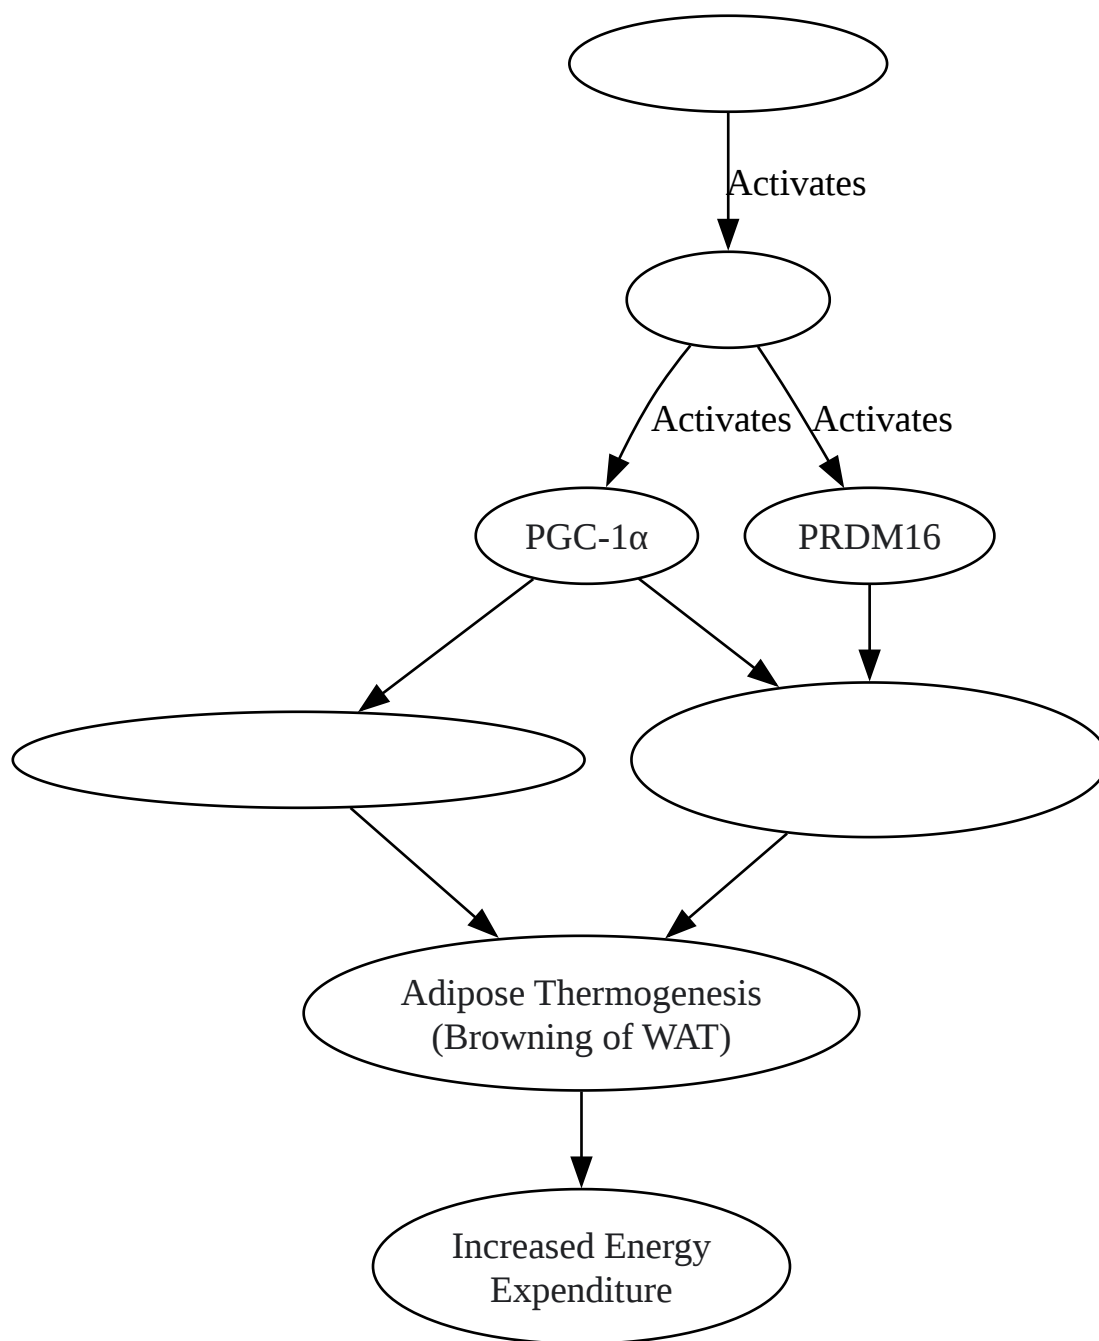 Activates
Activates
Activates
PGC-1α
PRDM16
Adipose Thermogenesis
(Browning of WAT)
Increased Energy
Expenditure